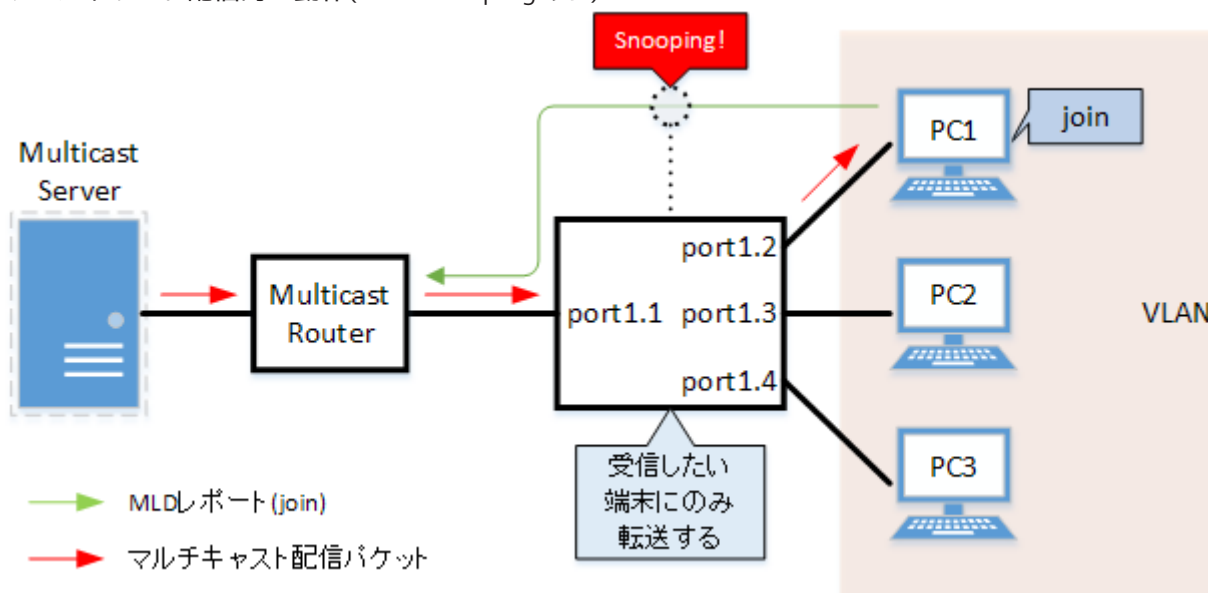 Snooping!
PC1
join
Multicast
Server
port1.2
Multicast
Router
port1.1
port1.3
PC2
VLAN
port1.4
受信したい
端末にのみ
転送する
PC3
MLDレポート(join)
マルチキャスト配信パケット